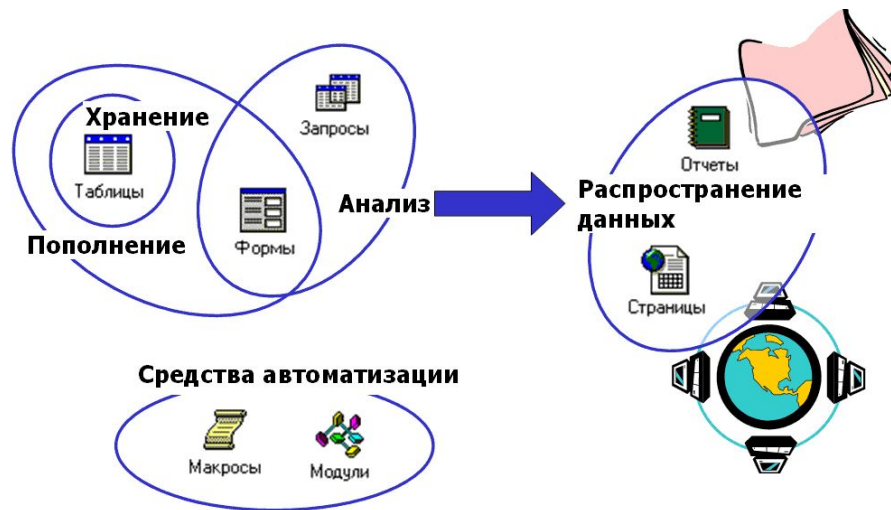 Хранение
Таблицы
Пополнение
Запросы
Формы
Анализ
Отчеты
Распространение
данных
Страницы
Средства автоматизации
Макросы
Модули